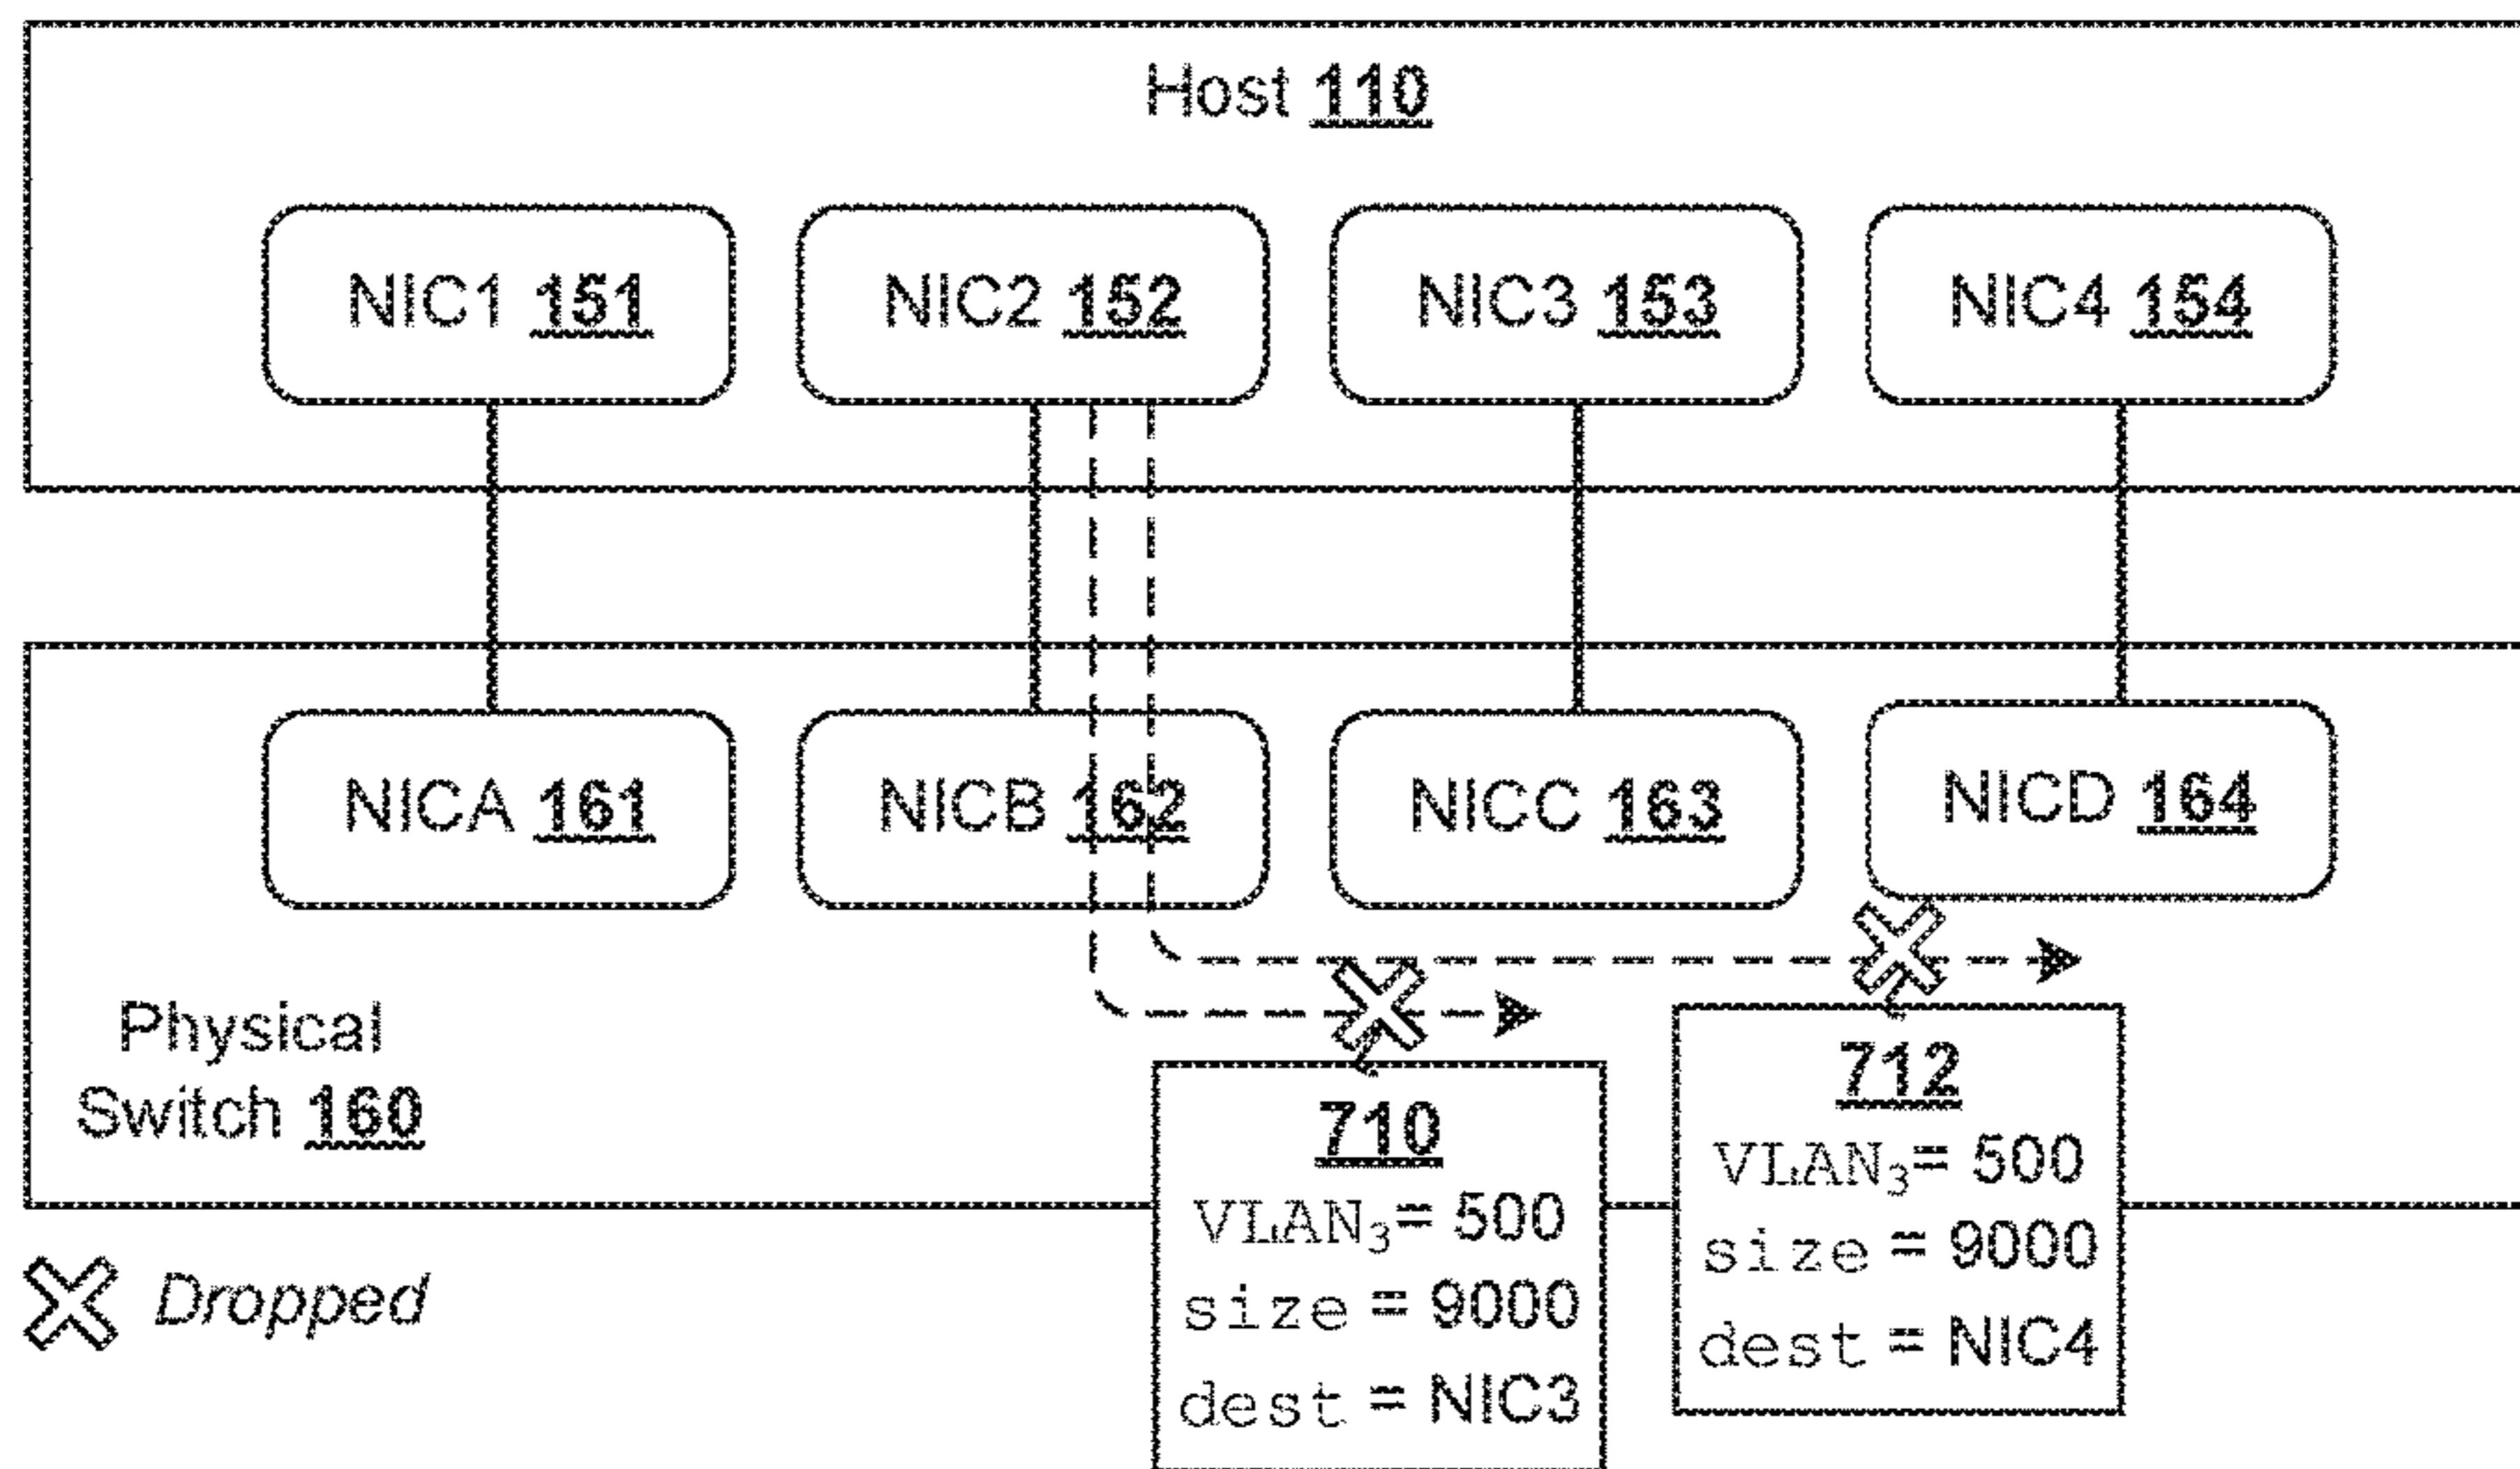 Host 110
NIC1 151
NIC2 152
NIC3 153
NIC4 154
NICA 161
NICB 162
NICC 163
NICD 164
Physical
Switch 160
710
VLAN₃= 500
size = 9000
dest = NIC3
712
VLAN₃= 500
size = 9000
dest = NIC4
Dropped